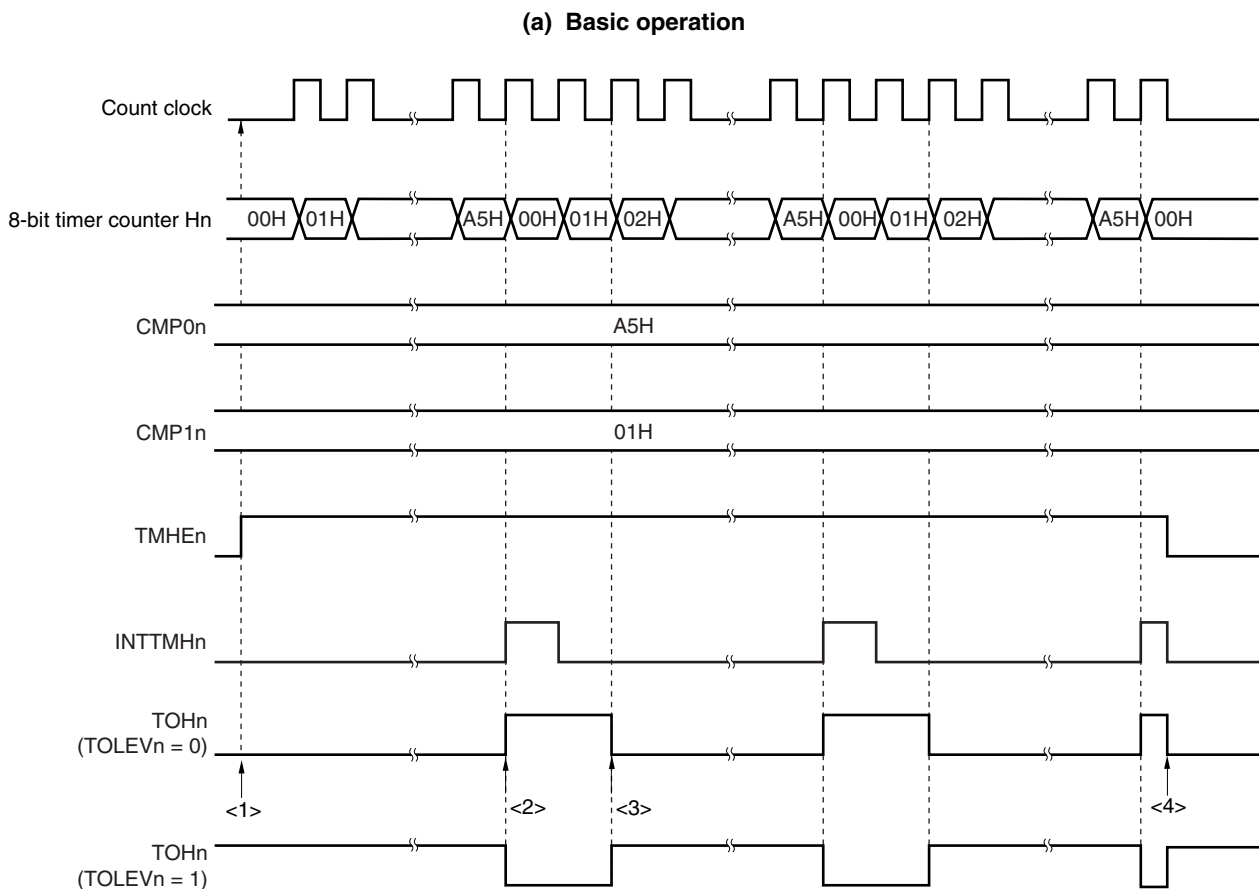 (a) Basic operation
Count clock
8-bit timer counter Hn
00H 01H A5H 00H 01H 02H A5H 00H 01H 02H A5H 00H
CMP0n
A5H
CMP1n
01H
TMHEn
INTTMHn
TOHn
(TOLEVn = 0)
<1> <2> <3> <4>
TOHn
(TOLEVn = 1)